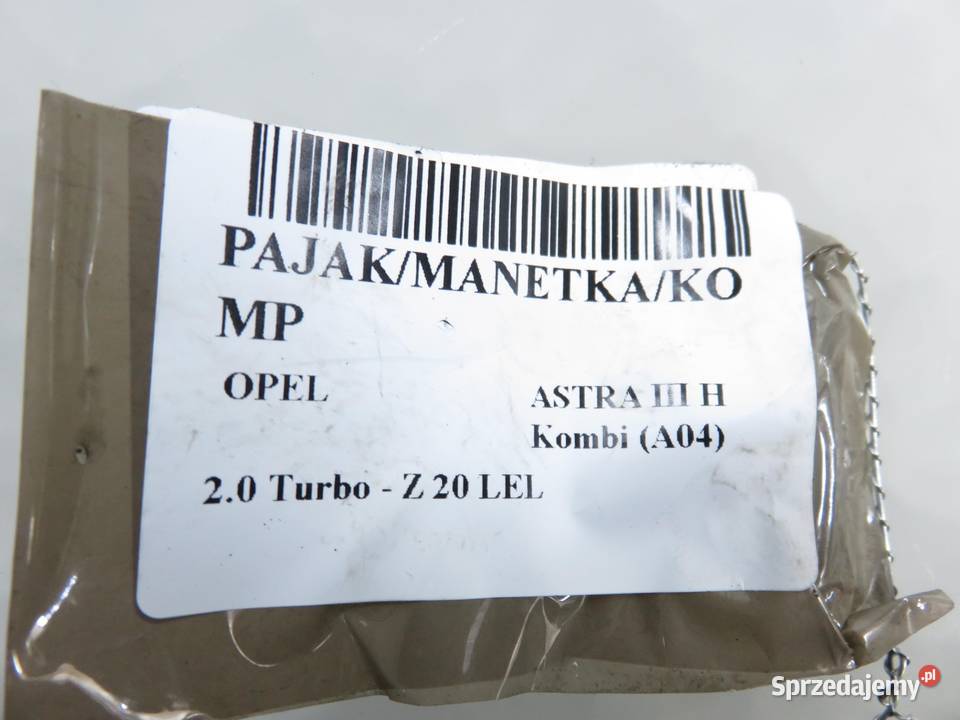 PAJAK/MANETKA/KO
MP
OPEL
ASTRA III H
Kombi (A04)
2.0 Turbo - Z 20 LEL
Sprzedajemy.pl